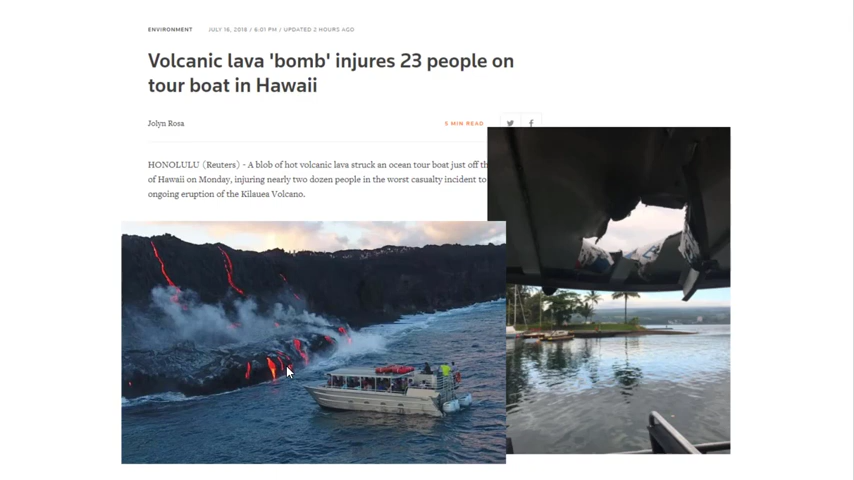 ENVIRONMENT JULY 16, 2018 / 6:01 PM / UPDATED 2 HOURS AGO
Volcanic lava 'bomb' injures 23 people on
tour boat in Hawaii
Jolyn Rosa
5 MIN READ
HONOLULU (Reuters) - A blob of hot volcanic lava struck an ocean tour boat just off th
of Hawaii on Monday, injuring nearly two dozen people in the worst casualty incident to
ongoing eruption of the Kilauea Volcano.